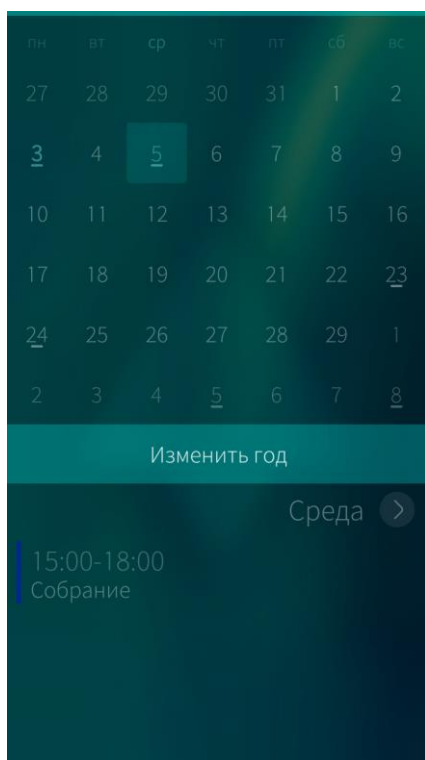 пн вт ср чт пт сб вс
27 28 29 30 31 1 2
3 4 5 6 7 8 9
10 11 12 13 14 15 16
17 18 19 20 21 22 23
24 25 26 27 28 29 1
2 3 4 5 6 7 8
Изменить год
Среда
15:00-18:00
Собрание